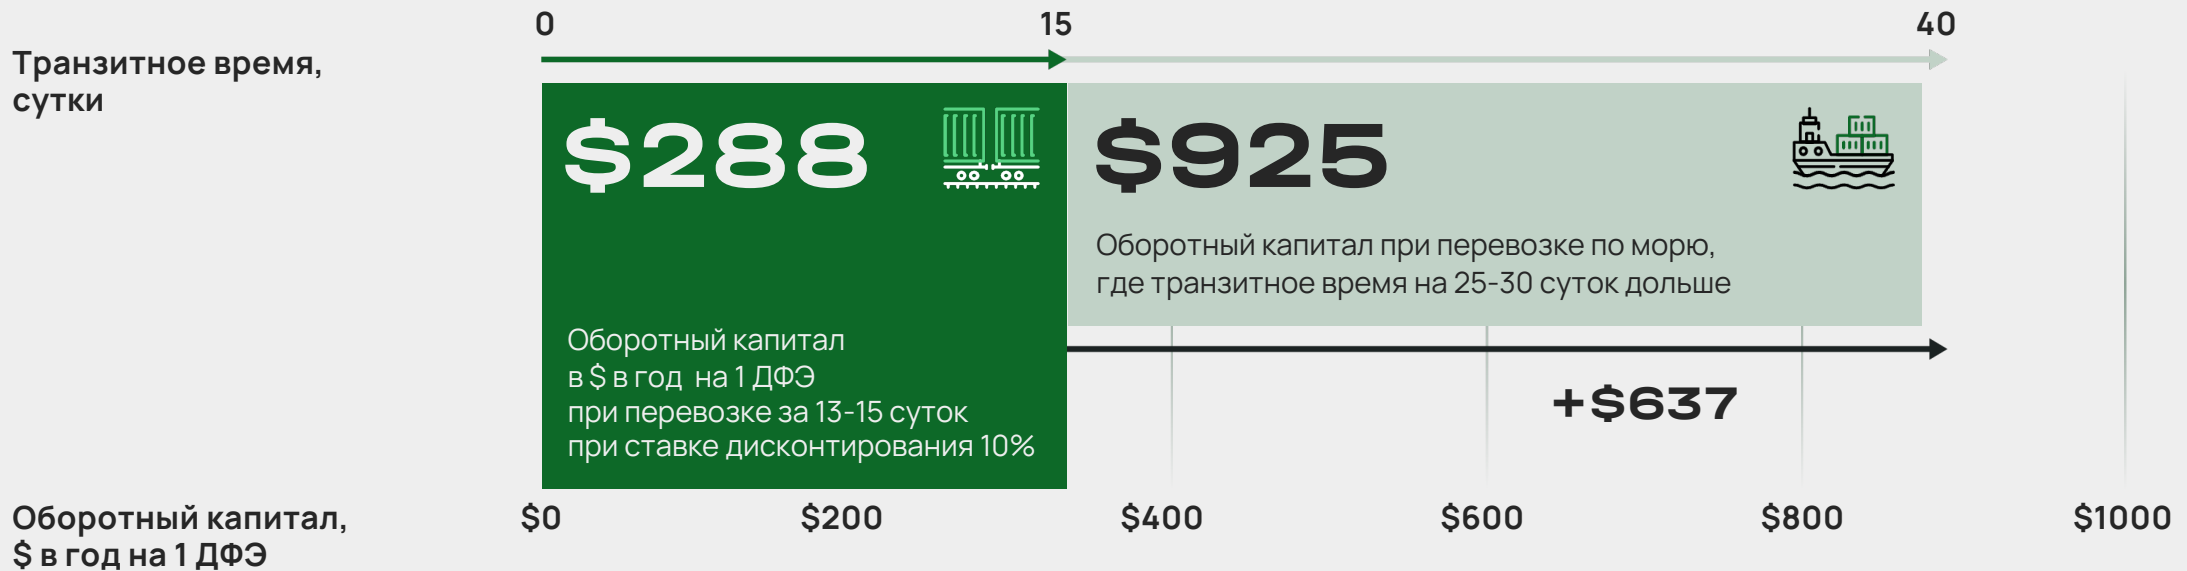 0 15 40
Транзитное время,
сутки
$288
$925
Оборотный капитал при перевозке по морю,
где транзитное время на 25-30 суток дольше
Оборотный капитал
в $ в год на 1 ДФЭ
при перевозке за 13-15 суток
при ставке дисконтирования 10%
+$637
Оборотный капитал,
$ в год на 1 ДФЭ
$0 $200 $400 $600 $800 $1000